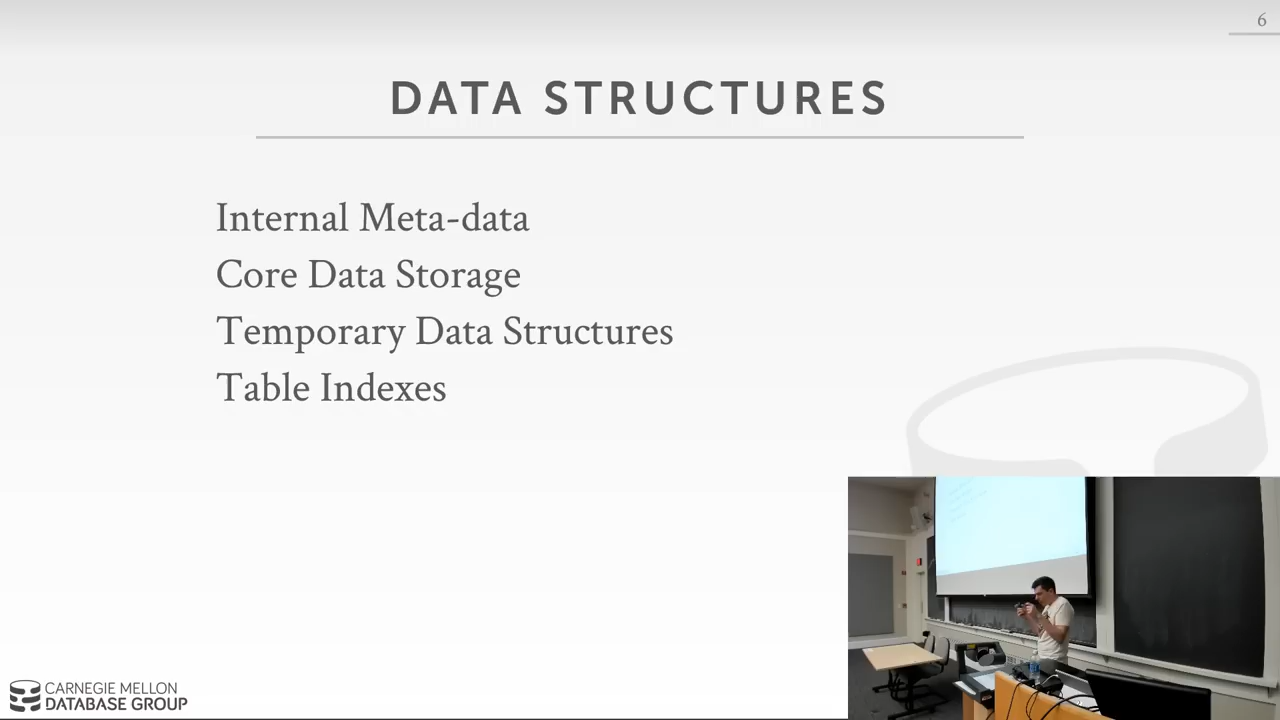 6
DATA STRUCTURES
Internal Meta-data
Core Data Storage
Temporary Data Structures
Table Indexes
CARNEGIE MELLON
DATABASE GROUP